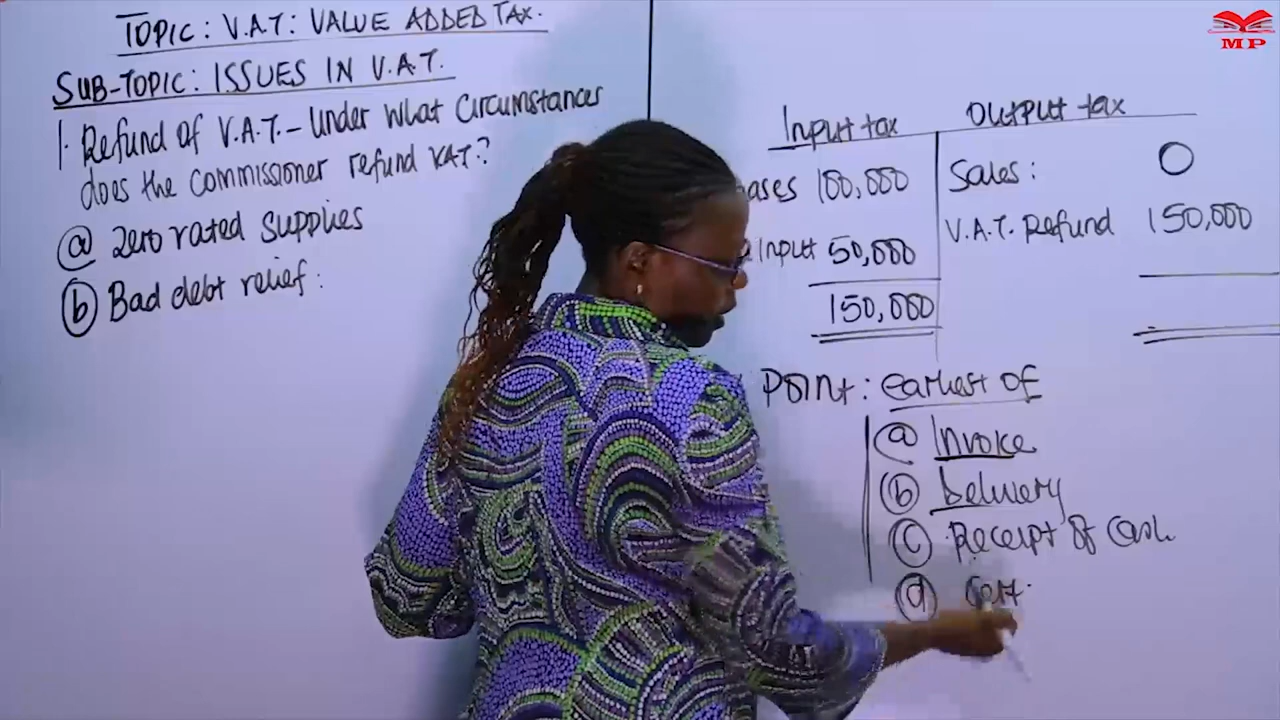 TOPIC: V.A.T: VALUE ADDED TAX.
SUB-TOPIC: ISSUES IN V.A.T.
1. Refund of V.A.T. – Under what circumstances
does the commissioner refund VAT?
(a) Zero rated supplies
(b) Bad debt relief:
Input tax
ases 100,000
Input 50,000
150,000
Output tax
Sales: 0
V.A.T. Refund 150,000
Point: earliest of
(a) Invoice
(b) Delivery
(c) Receipt of cash
(d) Cert.
MP